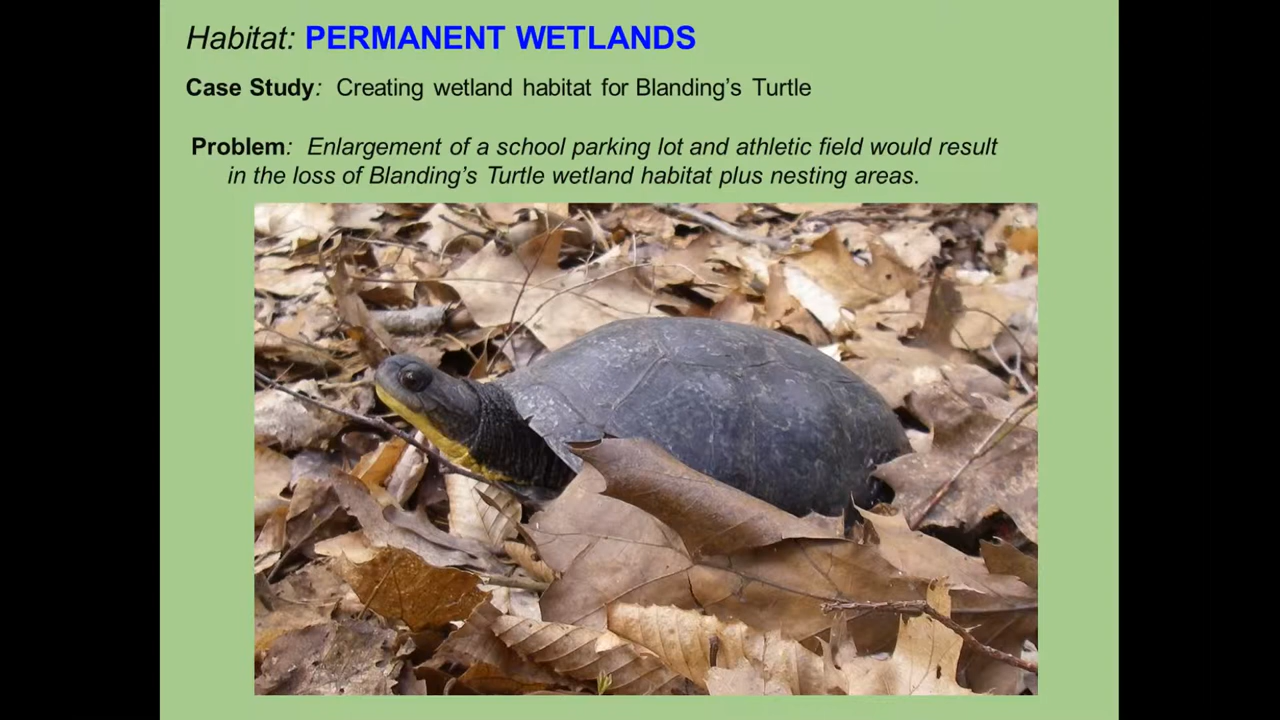 Habitat: PERMANENT WETLANDS
Case Study: Creating wetland habitat for Blanding’s Turtle
Problem: Enlargement of a school parking lot and athletic field would result
in the loss of Blanding’s Turtle wetland habitat plus nesting areas.